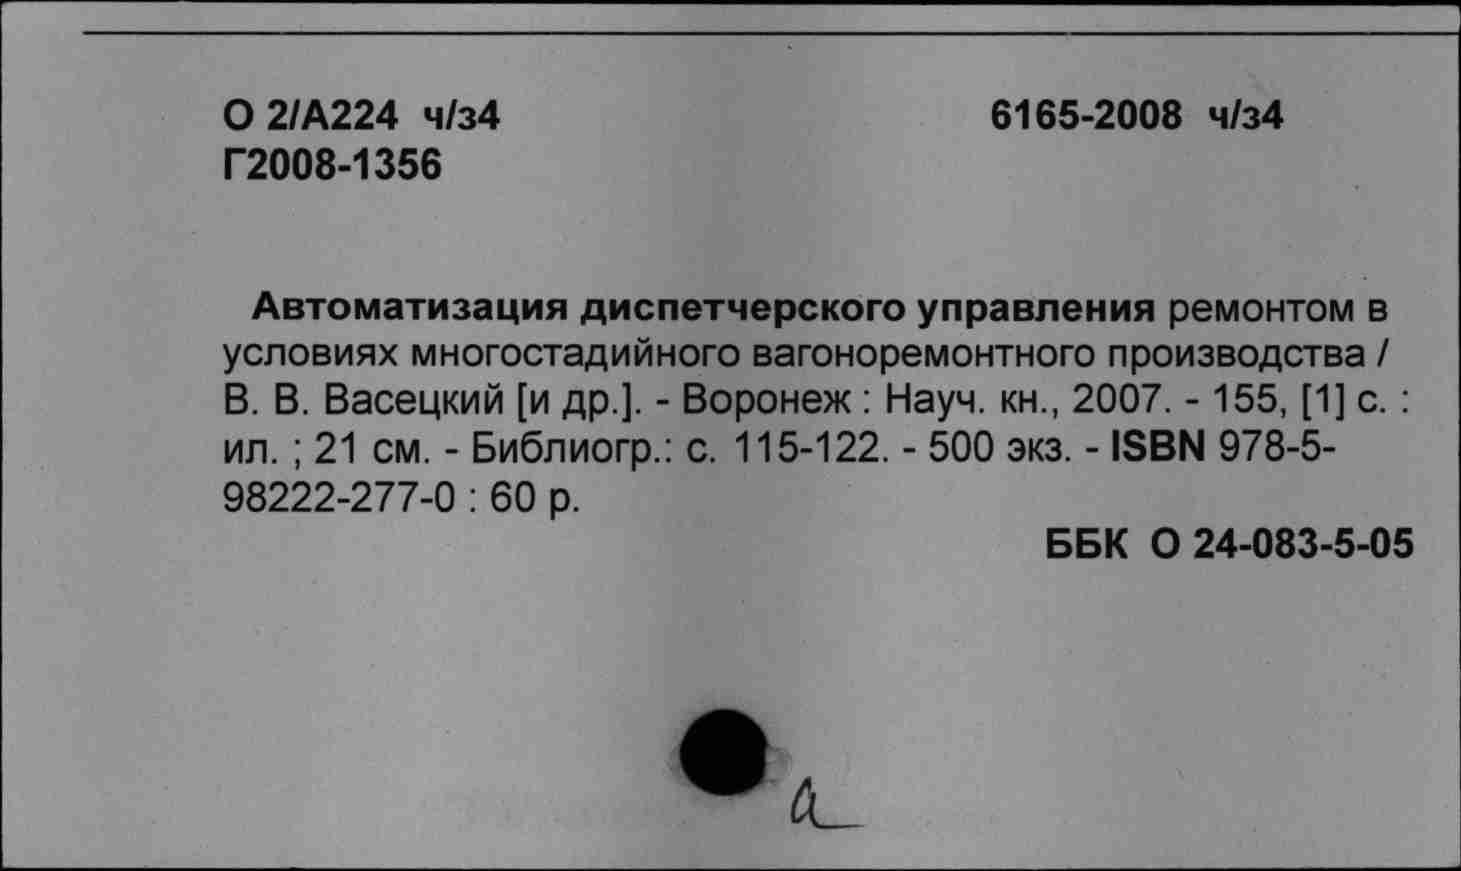 О 2/А224 ч/з4 6165-2008 ч/з4
Г2008-1356
Автоматизация диспетчерского управления ремонтом в
условиях многостадийного вагоноремонтного производства /
В. В. Васецкий [и др.]. - Воронеж : Науч. кн., 2007. - 155, [1] с. :
ил. ; 21 см. - Библиогр.: с. 115-122. - 500 экз. - ISBN 978-5-
98222-277-0 : 60 р.
ББК О 24-083-5-05